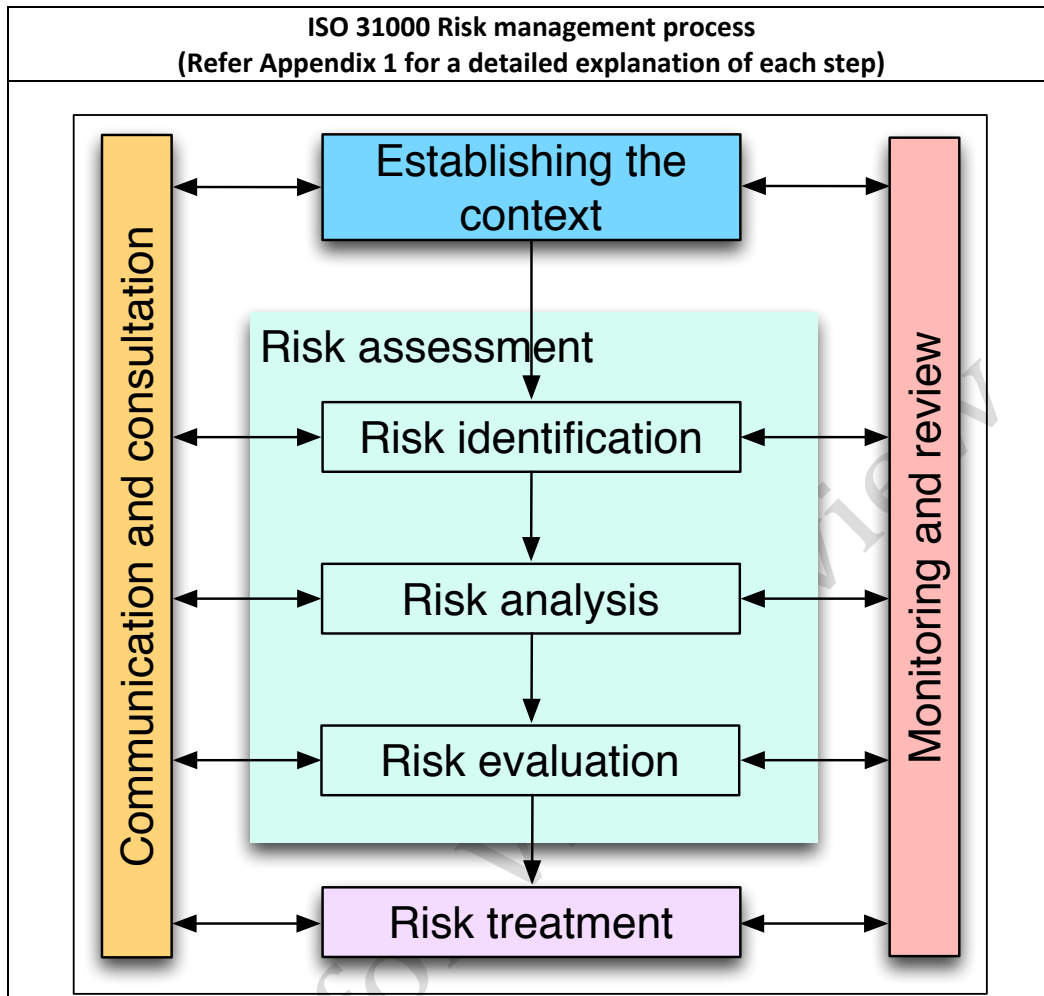 ISO 31000 Risk management process
(Refer Appendix 1 for a detailed explanation of each step)
Communication and consultation
Establishing the
context
Risk assessment
Risk identification
Risk analysis
Risk evaluation
Risk treatment
Monitoring and review